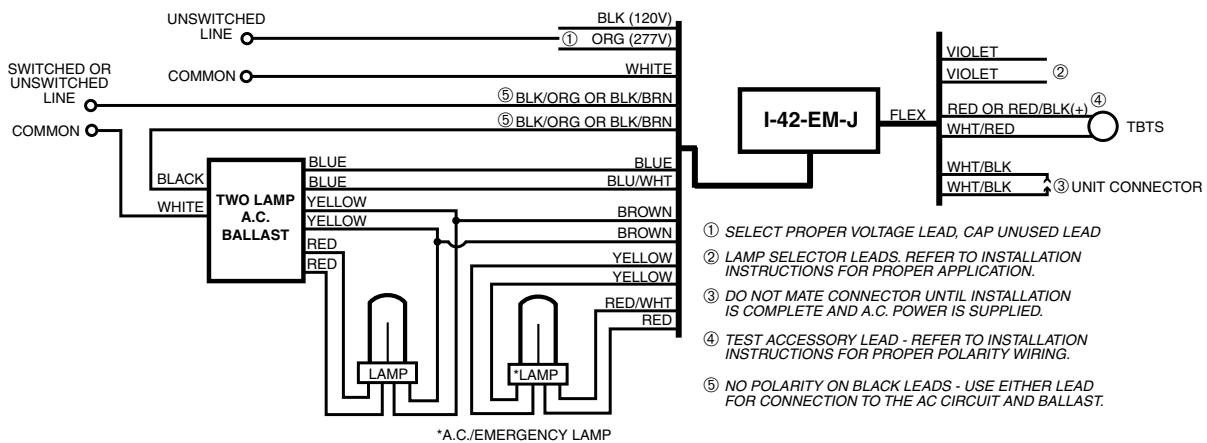 UNSWITCHED
LINE
BLK (120V)
① ORG (277V)
COMMON
WHITE
SWITCHED OR
UNSWITCHED
LINE
⑤ BLK/ORG OR BLK/BRN
COMMON
⑤ BLK/ORG OR BLK/BRN
BLACK
WHITE
TWO LAMP
A.C.
BALLAST
BLUE
BLUE
YELLOW
YELLOW
RED
RED
BLUE
BLU/WHT
BROWN
BROWN
YELLOW
YELLOW
RED/WHT
RED
LAMP
*LAMP
*A.C./EMERGENCY LAMP
I-42-EM-J
FLEX
VIOLET
VIOLET
②
RED OR RED/BLK(+)
④
WHT/RED
TBTS
WHT/BLK
WHT/BLK
③ UNIT CONNECTOR
① SELECT PROPER VOLTAGE LEAD, CAP UNUSED LEAD
② LAMP SELECTOR LEADS. REFER TO INSTALLATION
INSTRUCTIONS FOR PROPER APPLICATION.
③ DO NOT MATE CONNECTOR UNTIL INSTALLATION
IS COMPLETE AND A.C. POWER IS SUPPLIED.
④ TEST ACCESSORY LEAD - REFER TO INSTALLATION
INSTRUCTIONS FOR PROPER POLARITY WIRING.
⑤ NO POLARITY ON BLACK LEADS - USE EITHER LEAD
FOR CONNECTION TO THE AC CIRCUIT AND BALLAST.